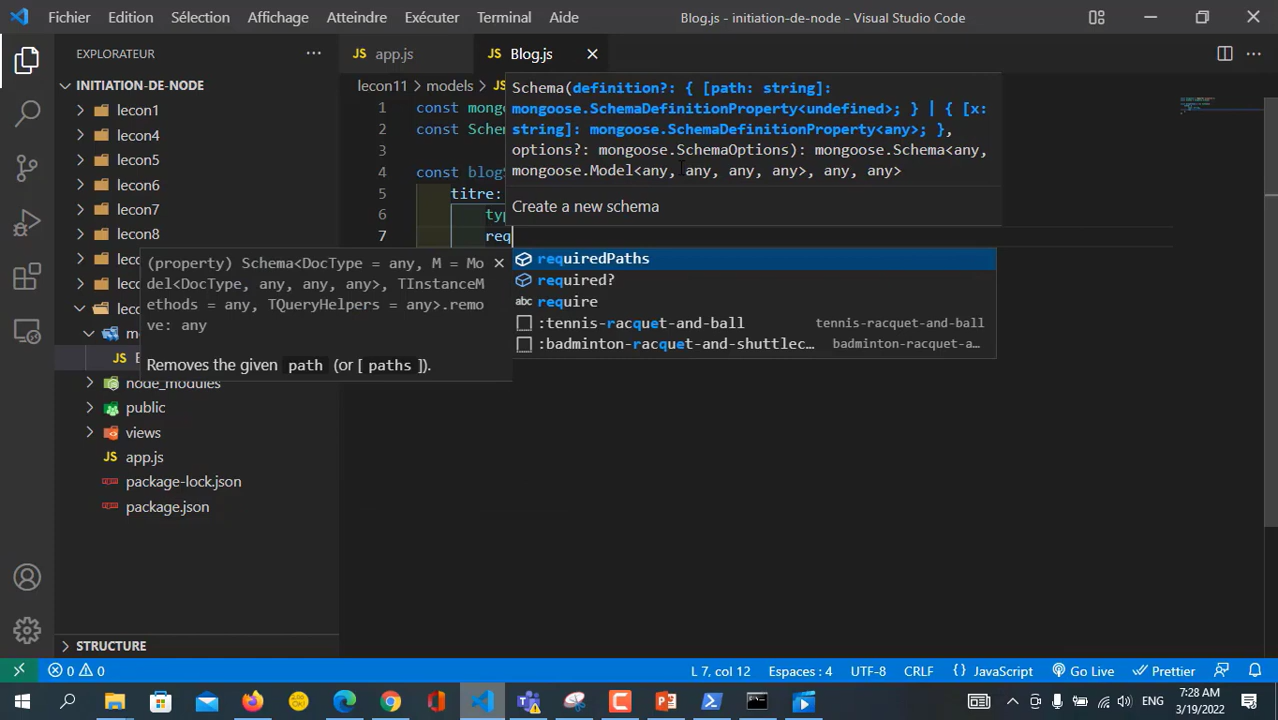 Fichier Edition Sélection Affichage Atteindre Exécuter Terminal Aide Blog.js - initiation-de-node - Visual Studio Code
EXPLORATEUR
INITIATION-DE-NODE
lecon1
lecon4
lecon5
lecon6
lecon7
lecon8
node_modules
public
views
app.js
package-lock.json
package.json
STRUCTURE
JS app.js JS Blog.js
lecon11 > models > JS
1 const mong
2 const Schem
3
4 const blogS
5 titre:
6 typ
7 req
Schema(definition?: { [path: string]:
mongoose.SchemaDefinitionProperty<undefined>; } | { [x:
string]: mongoose.SchemaDefinitionProperty<any>; },
options?: mongoose.SchemaOptions): mongoose.Schema<any,
mongoose.Model<any, any, any, any>, any, any>
Create a new schema
requiredPaths
required?
abc require
:tennis-racquet-and-ball tennis-racquet-and-ball
:badminton-racquet-and-shuttlec... badminton-racquet-a...
(property) Schema<DocType = any, M = Mo
del<DocType, any, any, any>, TInstanceM
ethods = any, TQueryHelpers = any>.remo
ve: any
Removes the given path (or [ paths ]).
0 0 L 7, col 12 Espaces : 4 UTF-8 CRLF {} JavaScript Go Live Prettier
ENG 7:28 AM
3/19/2022